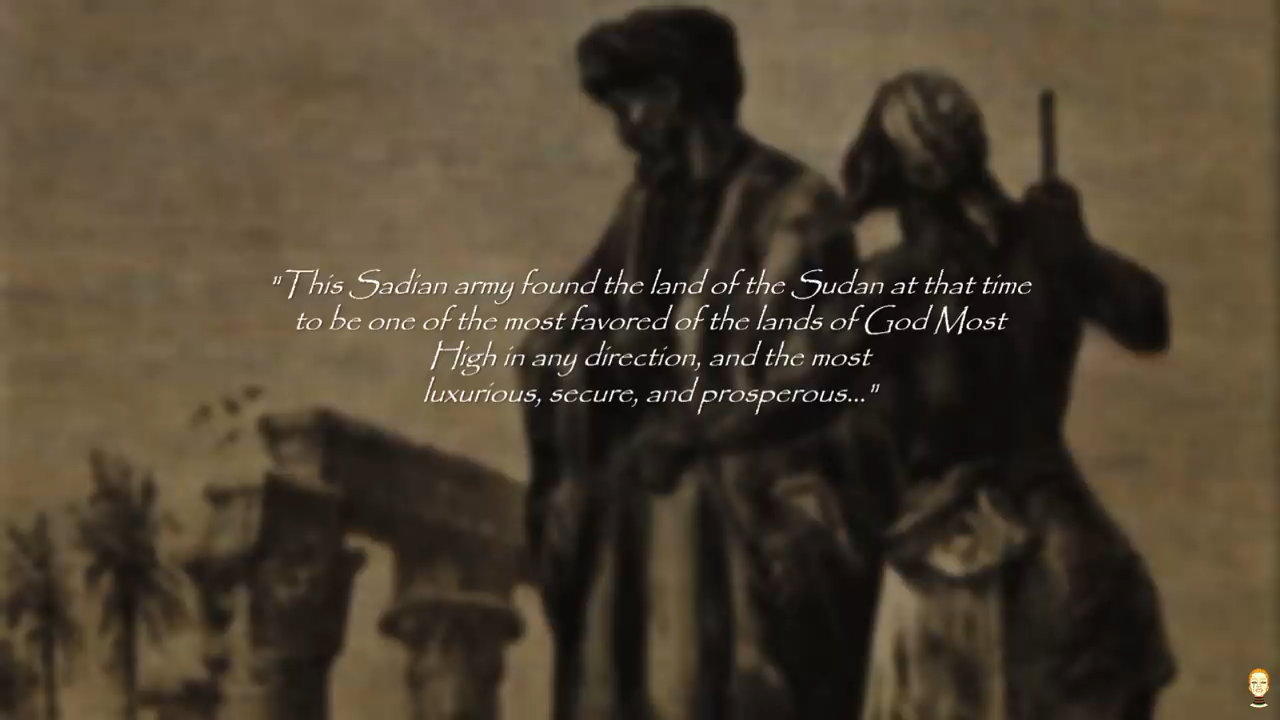 "This Sadian army found the land of the Sudan at that time
to be one of the most favored of the lands of God Most
High in any direction, and the most
luxurious, secure, and prosperous..."